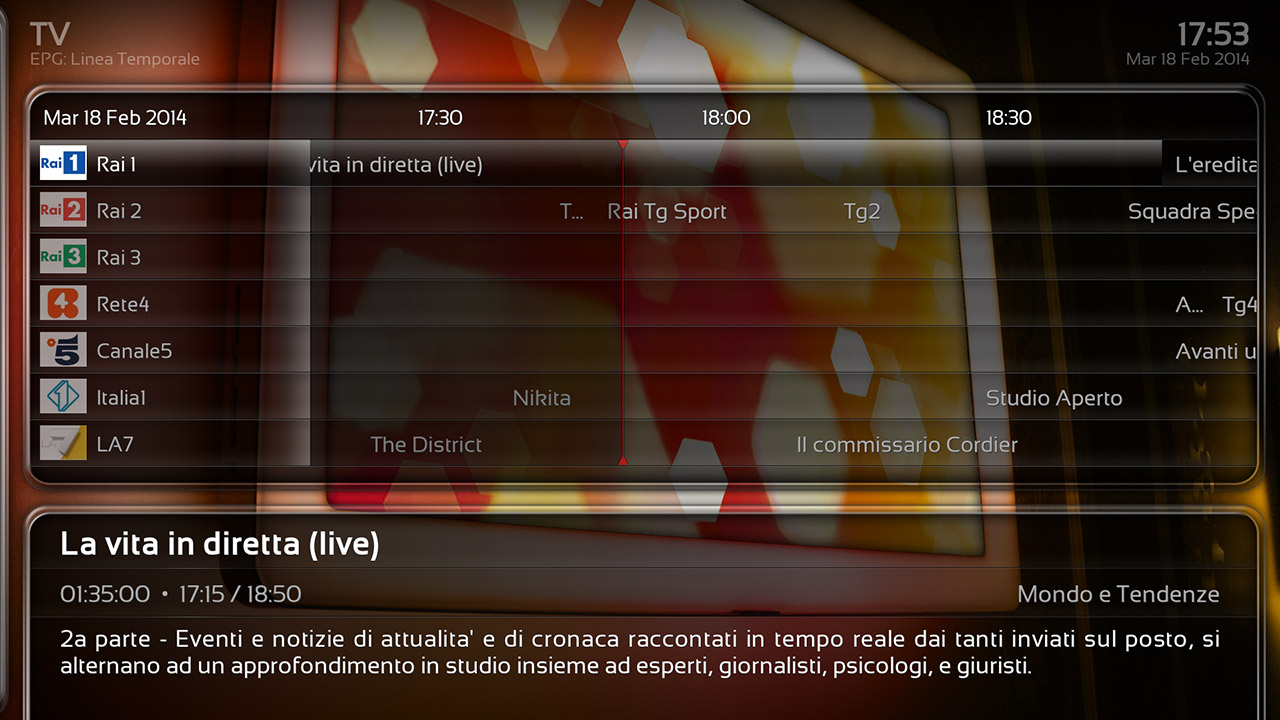 TV
17:53
EPG: Linea Temporale
Mar 18 Feb 2014
Mar 18 Feb 2014 17:30 18:00 18:30
Rai 1 Rai 1 vita in diretta (live) L'eredita
Rai 2 Rai 2 T... Rai Tg Sport Tg2 Squadra Spe
Rai 3 Rai 3
4 Rete4 A... Tg4
5 Canale5 Avanti u
1 Italia1 Nikita Studio Aperto
LA7 LA7 The District Il commissario Cordier
La vita in diretta (live)
01:35:00 • 17:15 / 18:50 Mondo e Tendenze
2a parte - Eventi e notizie di attualita' e di cronaca raccontati in tempo reale dai tanti inviati sul posto, si
alternano ad un approfondimento in studio insieme ad esperti, giornalisti, psicologi, e giuristi.